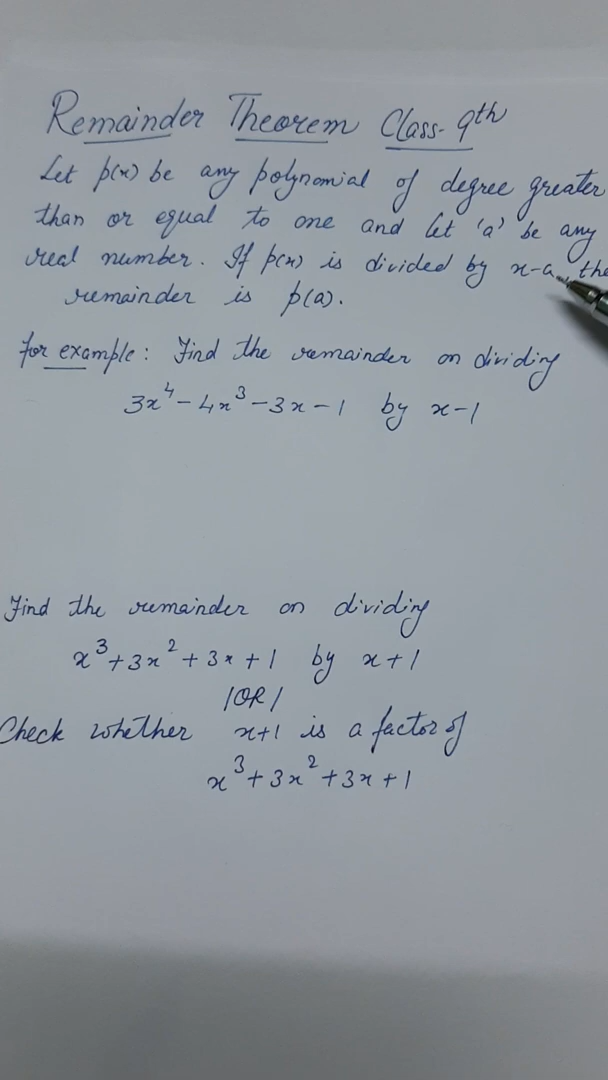 Remainder Theorem Class-9th
Let p(x) be any polynomial of degree greater
than or equal to one and let 'a' be any
real number. If p(x) is divided by x-a, the
remainder is p(a).
for example: Find the remainder on dividing
3x⁴-4x³-3x-1 by x-1
Find the remainder on dividing
x³+3x²+3x+1 by x+1
/OR/
Check whether x+1 is a factor of
x³+3x²+3x+1